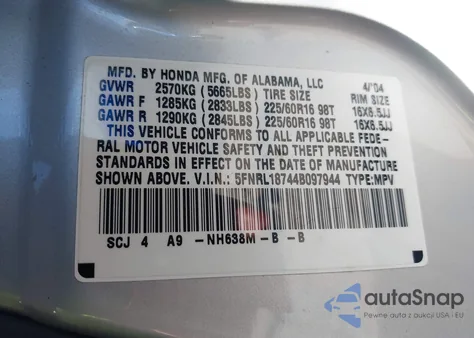 MFD. BY HONDA MFG. OF ALABAMA, LLC 4/'04
GVWR 2570KG (5665LBS) TIRE SIZE RIM SIZE
GAWR F 1285KG (2833LBS) 225/60R16 98T 16X6.5JJ
GAWR R 1290KG (2845LBS) 225/60R16 98T 16X6.5JJ
THIS VEHICLE CONFORMS TO ALL APPLICABLE FEDE-
RAL MOTOR VEHICLE SAFETY AND THEFT PREVENTION
STANDARDS IN EFFECT ON THE DATE OF MANUFACTURE
SHOWN ABOVE. V.I.N.: 5FNRL18744B097944 TYPE:MPV
SCJ 4 A9 -NH638M-B -B
autoSnap
Pewne auta z aukcji USA i EU